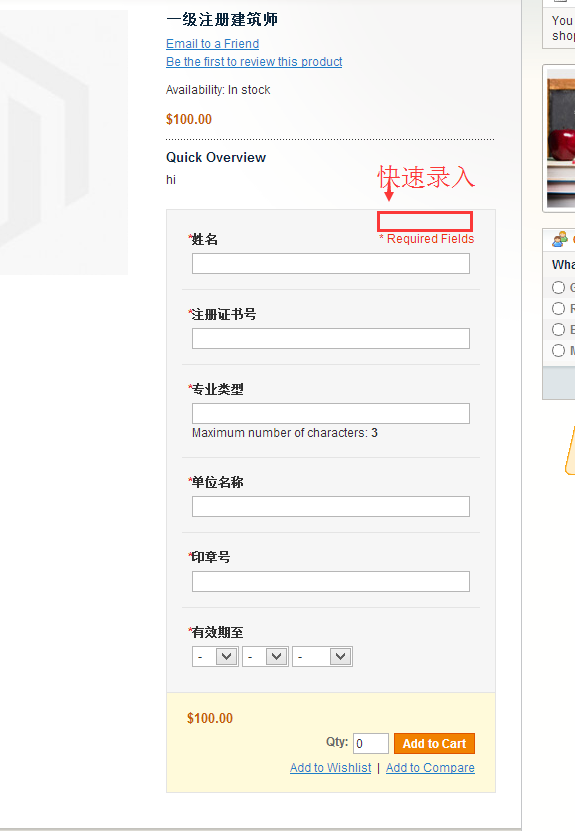 一级注册建筑师
Email to a Friend
Be the first to review this product
Availability: In stock
$100.00
Quick Overview
hi
快速录入
* Required Fields
*姓名
*注册证书号
*专业类型
Maximum number of characters: 3
*单位名称
*印章号
*有效期至
- - -
$100.00
Qty: 0 Add to Cart
Add to Wishlist | Add to Compare
You
Wha